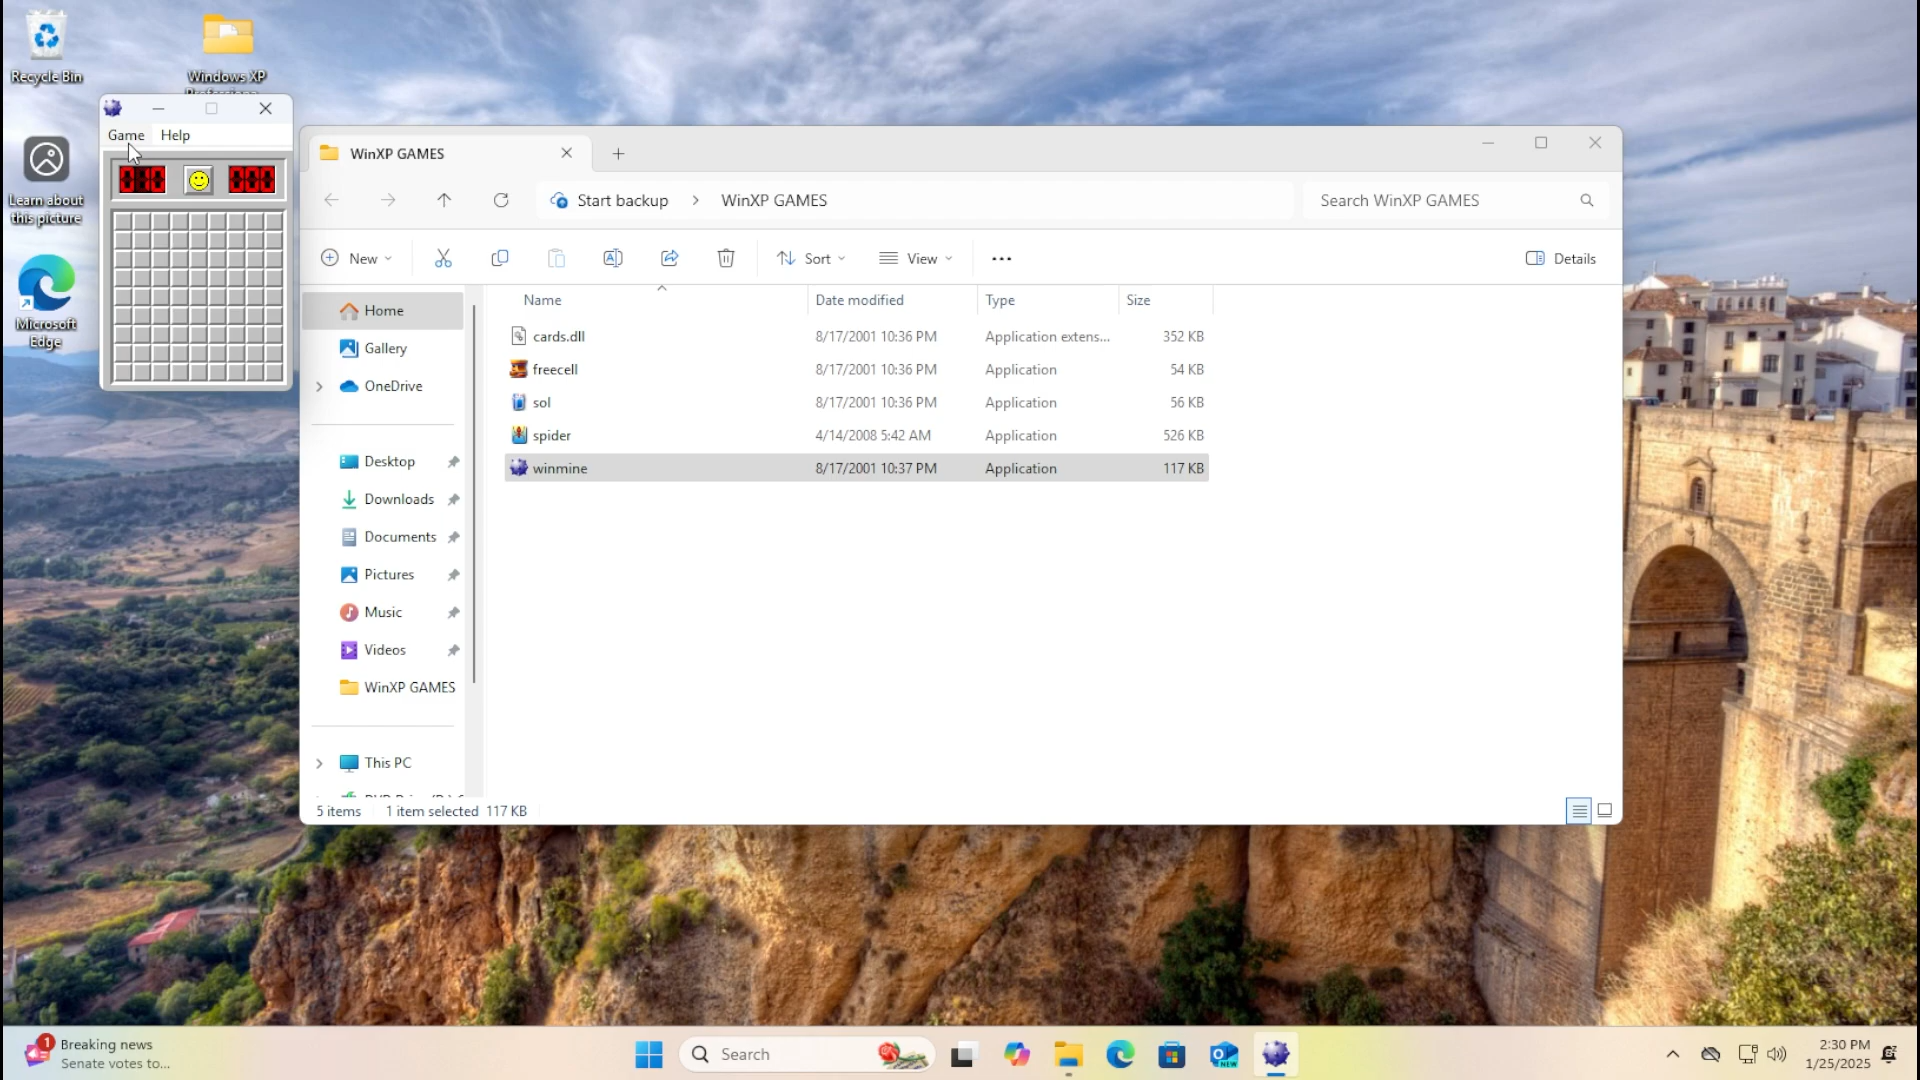 Recycle Bin
Windows XP
Learn about
this picture
Microsoft
Edge
Game Help
WinXP GAMES
Start backup > WinXP GAMES
Search WinXP GAMES
New
Sort
View
Details
Name
Date modified
Type
Size
cards.dll 8/17/2001 10:36 PM Application extens... 352 KB
freecell 8/17/2001 10:36 PM Application 54 KB
sol 8/17/2001 10:36 PM Application 56 KB
spider 4/14/2008 5:42 AM Application 526 KB
winmine 8/17/2001 10:37 PM Application 117 KB
Home
Gallery
OneDrive
Desktop
Downloads
Documents
Pictures
Music
Videos
WinXP GAMES
This PC
5 items 1 item selected 117 KB
1
Breaking news
Senate votes to...
Search
NEW
2:30 PM
1/25/2025